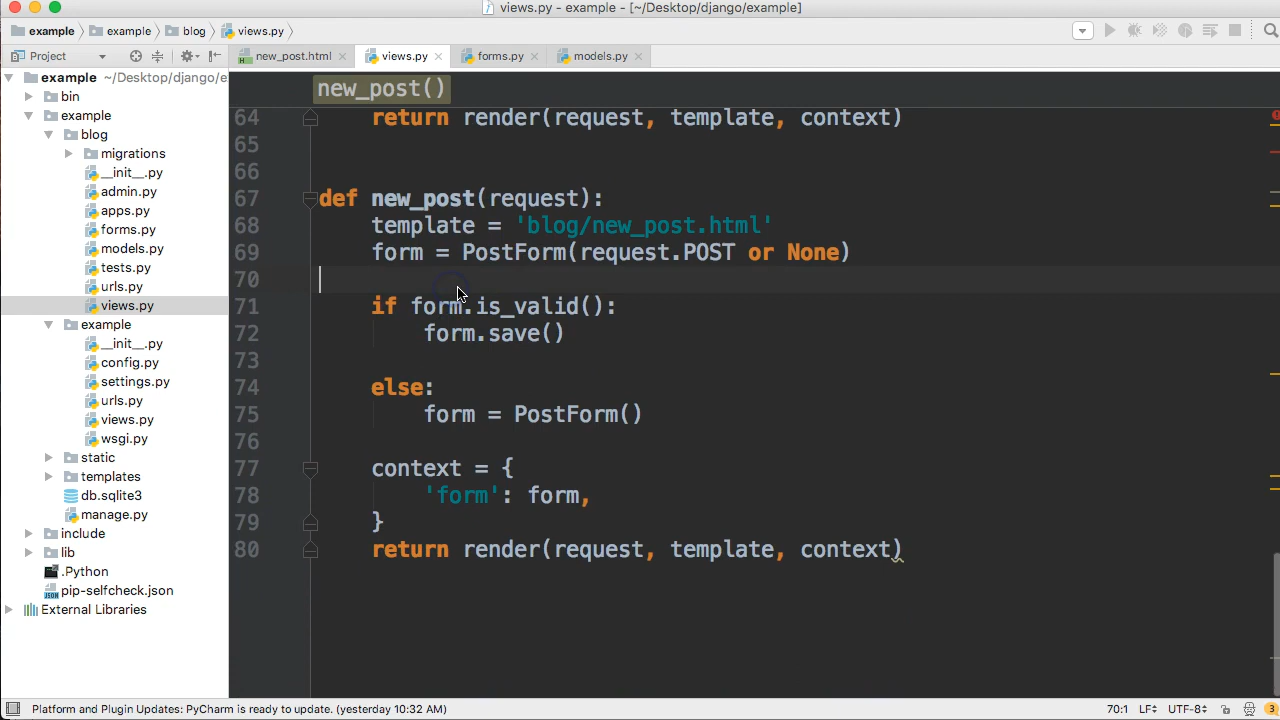 views.py - example - [~/Desktop/django/example]
example example blog views.py
Project new_post.html views.py forms.py models.py
example ~/Desktop/django/e
bin
example
blog
migrations
__init__.py
admin.py
apps.py
forms.py
models.py
tests.py
urls.py
views.py
example
__init__.py
config.py
settings.py
urls.py
views.py
wsgi.py
static
templates
db.sqlite3
manage.py
include
lib
.Python
pip-selfcheck.json
External Libraries
new_post()
64 return render(request, template, context)
65
66
67 def new_post(request):
68 template = 'blog/new_post.html'
69 form = PostForm(request.POST or None)
70
71 if form.is_valid():
72 form.save()
73
74 else:
75 form = PostForm()
76
77 context = {
78 'form': form,
79 }
80 return render(request, template, context)
Platform and Plugin Updates: PyCharm is ready to update. (yesterday 10:32 AM) 70:1 LF UTF-8 3